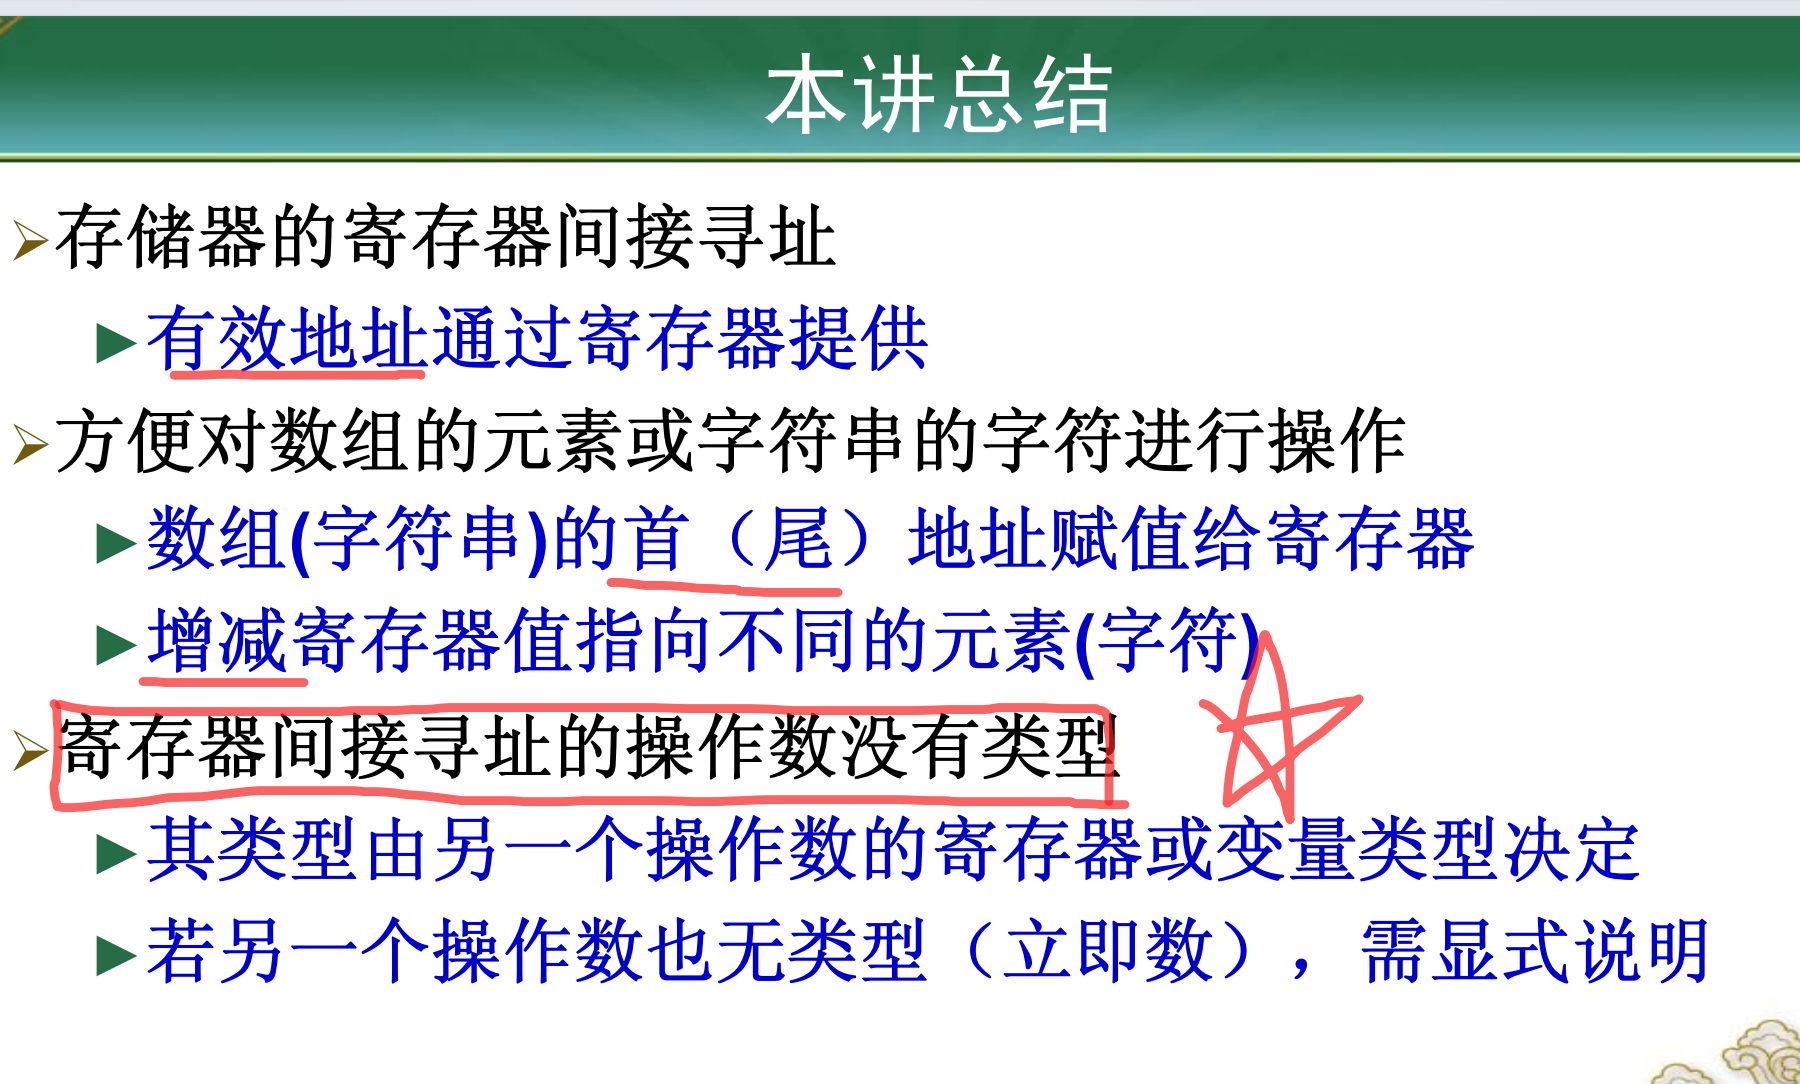 本讲总结
存储器的寄存器间接寻址
有效地址通过寄存器提供
方便对数组的元素或字符串的字符进行操作
数组(字符串)的首（尾）地址赋值给寄存器
增减寄存器值指向不同的元素(字符)
寄存器间接寻址的操作数没有类型
其类型由另一个操作数的寄存器或变量类型决定
若另一个操作数也无类型（立即数），需显式说明